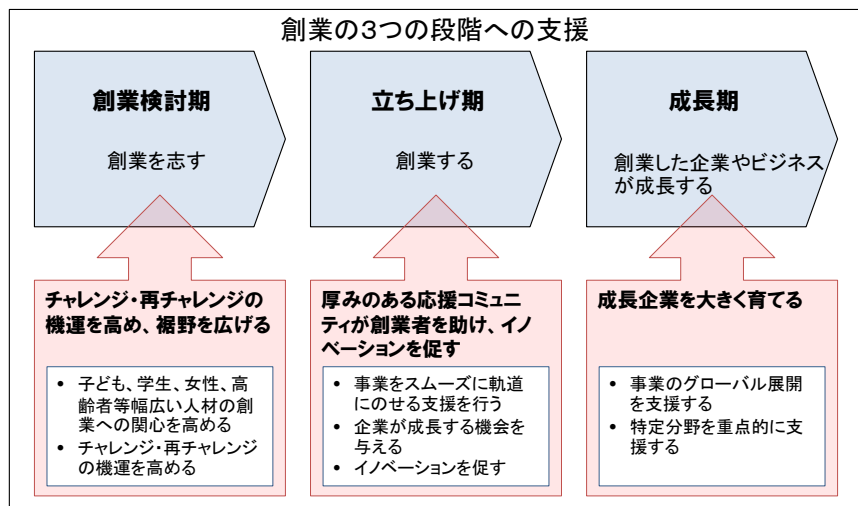 創業の3つの段階への支援
創業検討期
創業を志す
立ち上げ期
創業する
成長期
創業した企業やビジネス
が成長する
チャレンジ・再チャレンジの
機運を高め、裾野を広げる
• 子ども、学生、女性、高
齢者等幅広い人材の創
業への関心を高める
• チャレンジ・再チャレンジ
の機運を高める
厚みのある応援コミュニ
ティが創業者を助け、イノ
ベーションを促す
• 事業をスムーズに軌道
にのせる支援を行う
• 企業が成長する機会を
与える
• イノベーションを促す
成長企業を大きく育てる
• 事業のグローバル展開
を支援する
• 特定分野を重点的に支
援する